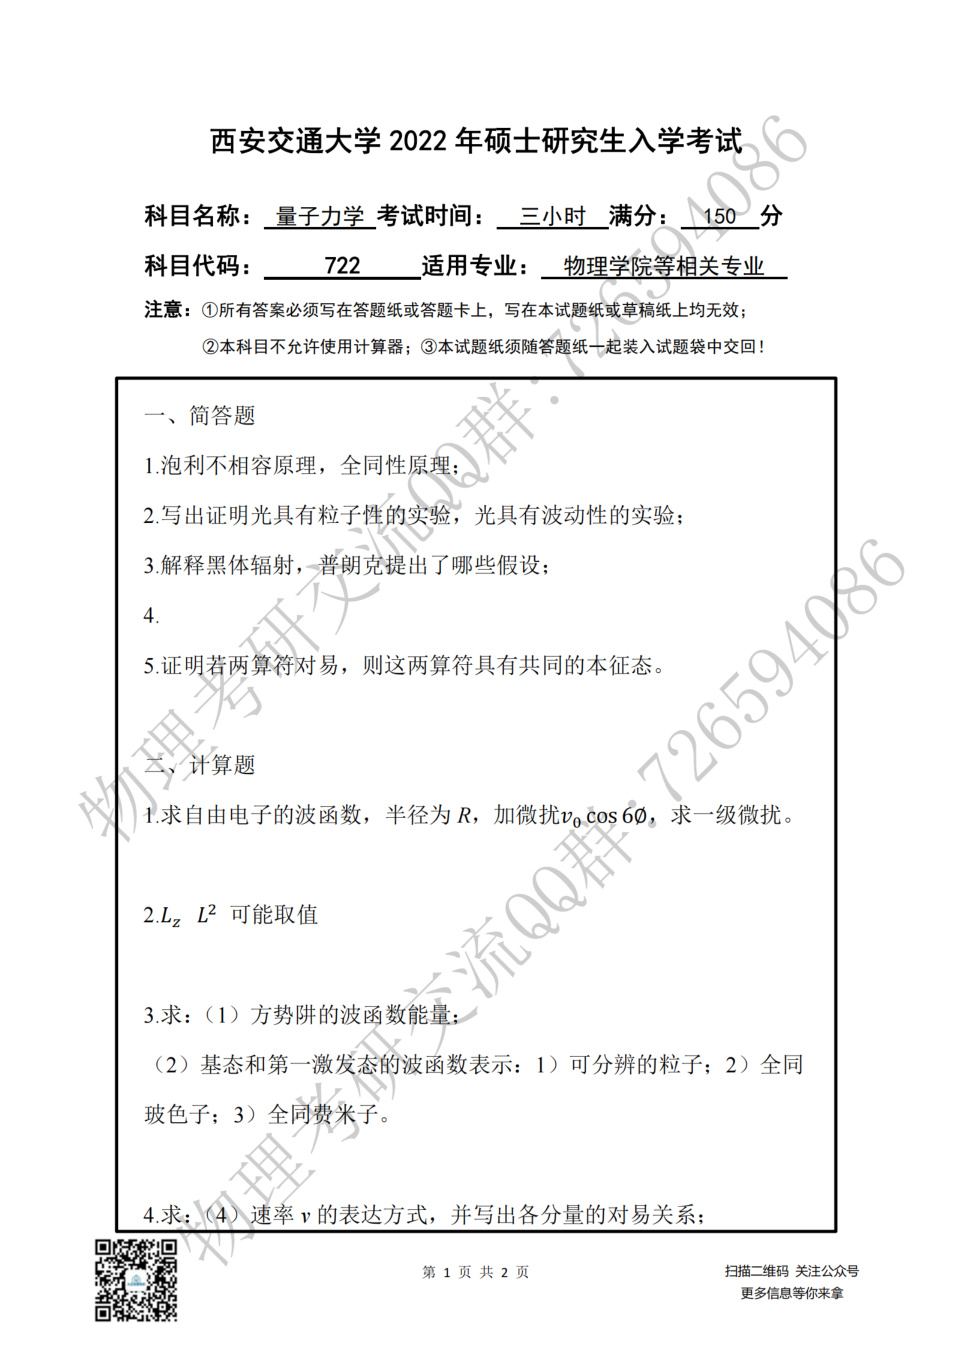 西安交通大学 2022 年硕士研究生入学考试
科目名称： 量子力学 考试时间： 三小时 满分： 150 分
科目代码： 722 适用专业： 物理学院等相关专业
注意：①所有答案必须写在答题纸或答题卡上，写在本试题纸或草稿纸上均无效；
②本科目不允许使用计算器；③本试题纸须随答题纸一起装入试题袋中交回！
一、简答题
1.泡利不相容原理，全同性原理；
2.写出证明光具有粒子性的实验，光具有波动性的实验；
3.解释黑体辐射，普朗克提出了哪些假设；
4.
5.证明若两算符对易，则这两算符具有共同的本征态。
二、计算题
1.求自由电子的波函数，半径为 R，加微扰v₀ cos 6∅，求一级微扰。
2.L_z L² 可能取值
3.求：（1）方势阱的波函数能量；
（2）基态和第一激发态的波函数表示：1）可分辨的粒子；2）全同
玻色子；3）全同费米子。
4.求：（4）速率 v 的表达方式，并写出各分量的对易关系；
物理考研交流QQ群：726594086
物理考研交流QQ群：726594086
第 1 页 共 2 页
扫描二维码 关注公众号
更多信息等你来拿